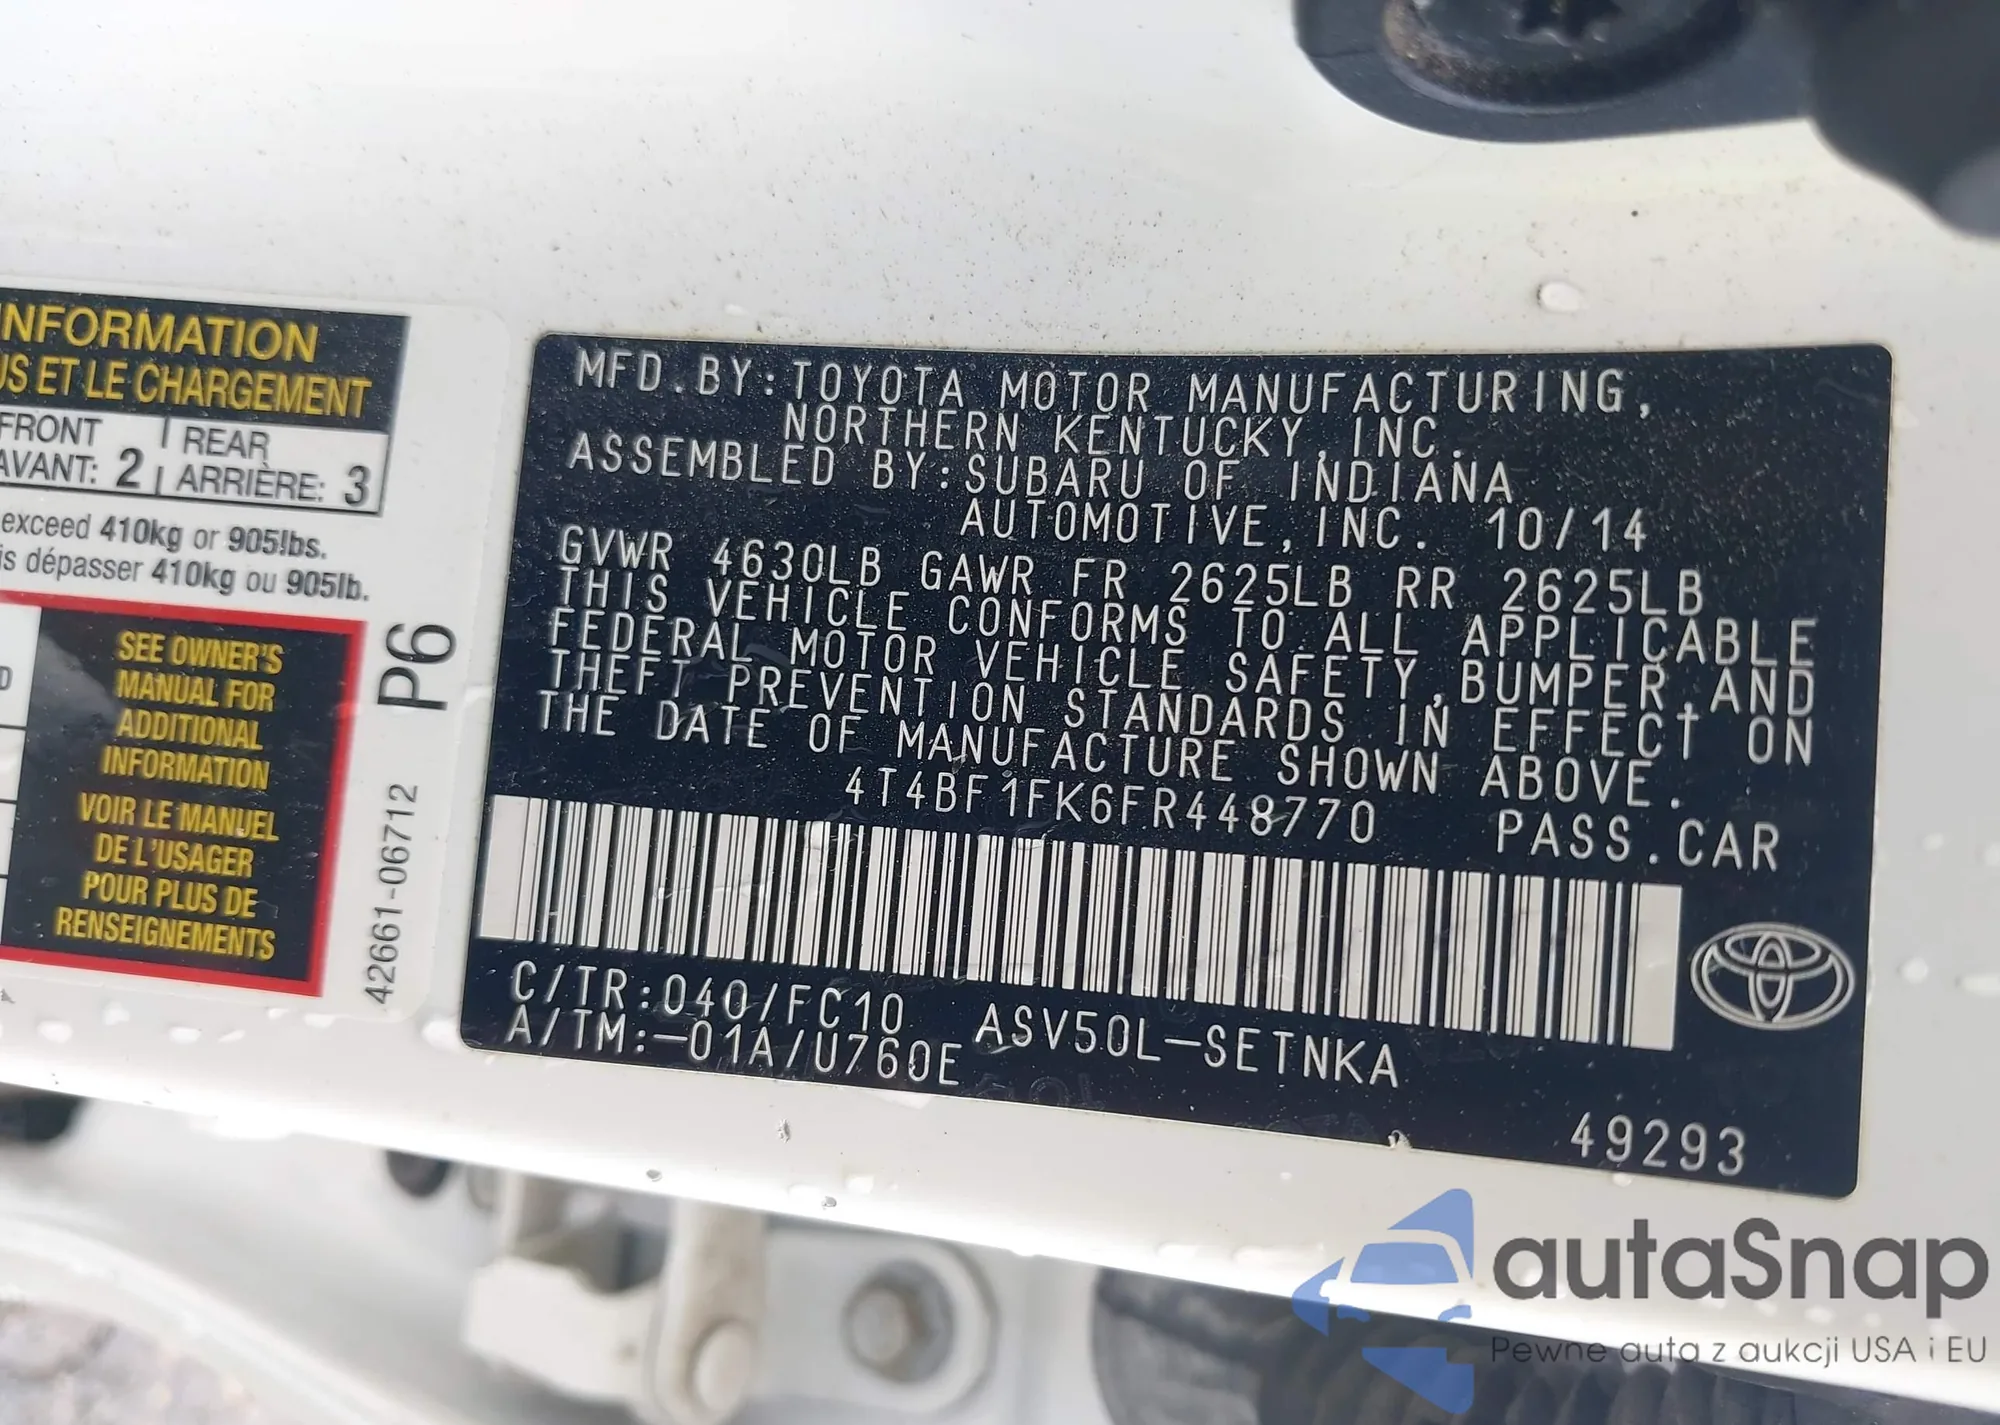 INFORMATION
US ET LE CHARGEMENT
FRONT
AVANT: 2
REAR
ARRIÈRE: 3
exceed 410kg or 905lbs.
is dépasser 410kg ou 905lb.
SEE OWNER'S
MANUAL FOR
ADDITIONAL
INFORMATION
VOIR LE MANUEL
DE L'USAGER
POUR PLUS DE
RENSEIGNEMENTS
P6
42661-06712
MFD.BY:TOYOTA MOTOR MANUFACTURING,
NORTHERN KENTUCKY, INC.
ASSEMBLED BY:SUBARU OF INDIANA
AUTOMOTIVE,INC. 10/14
GVWR 4630LB GAWR FR 2625LB RR 2625LB
THIS VEHICLE CONFORMS TO ALL APPLICABLE
FEDERAL MOTOR VEHICLE SAFETY,BUMPER,AND
THEFT PREVENTION STANDARDS IN EFFECT ON
THE DATE OF MANUFACTURE SHOWN ABOVE.
4T4BF1FK6FR448770 PASS.CAR
C/TR:040/FC10 ASV50L-SETNKA
A/TM:-01A/U760E
49293
autaSnap
Pewne auta z aukcji USA i EU